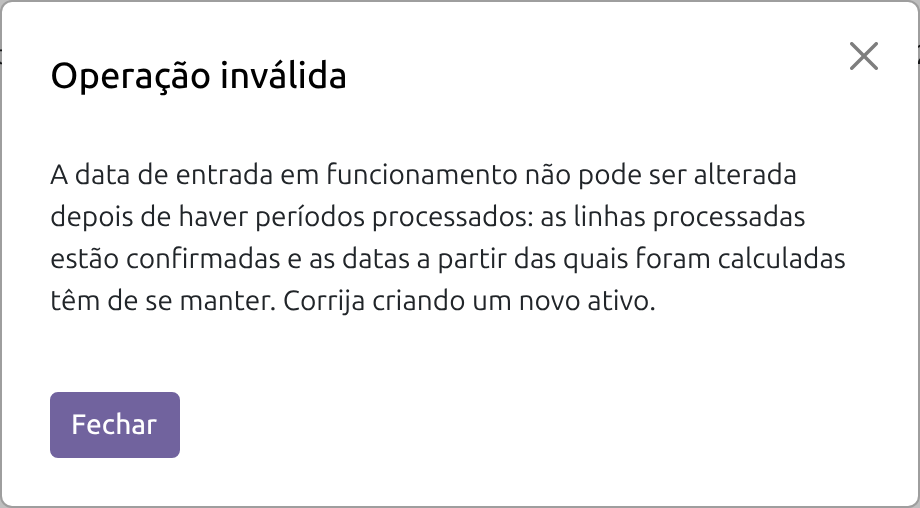 Operação inválida
A data de entrada em funcionamento não pode ser alterada
depois de haver períodos processados: as linhas processadas
estão confirmadas e as datas a partir das quais foram calculadas
têm de se manter. Corrija criando um novo ativo.
Fechar